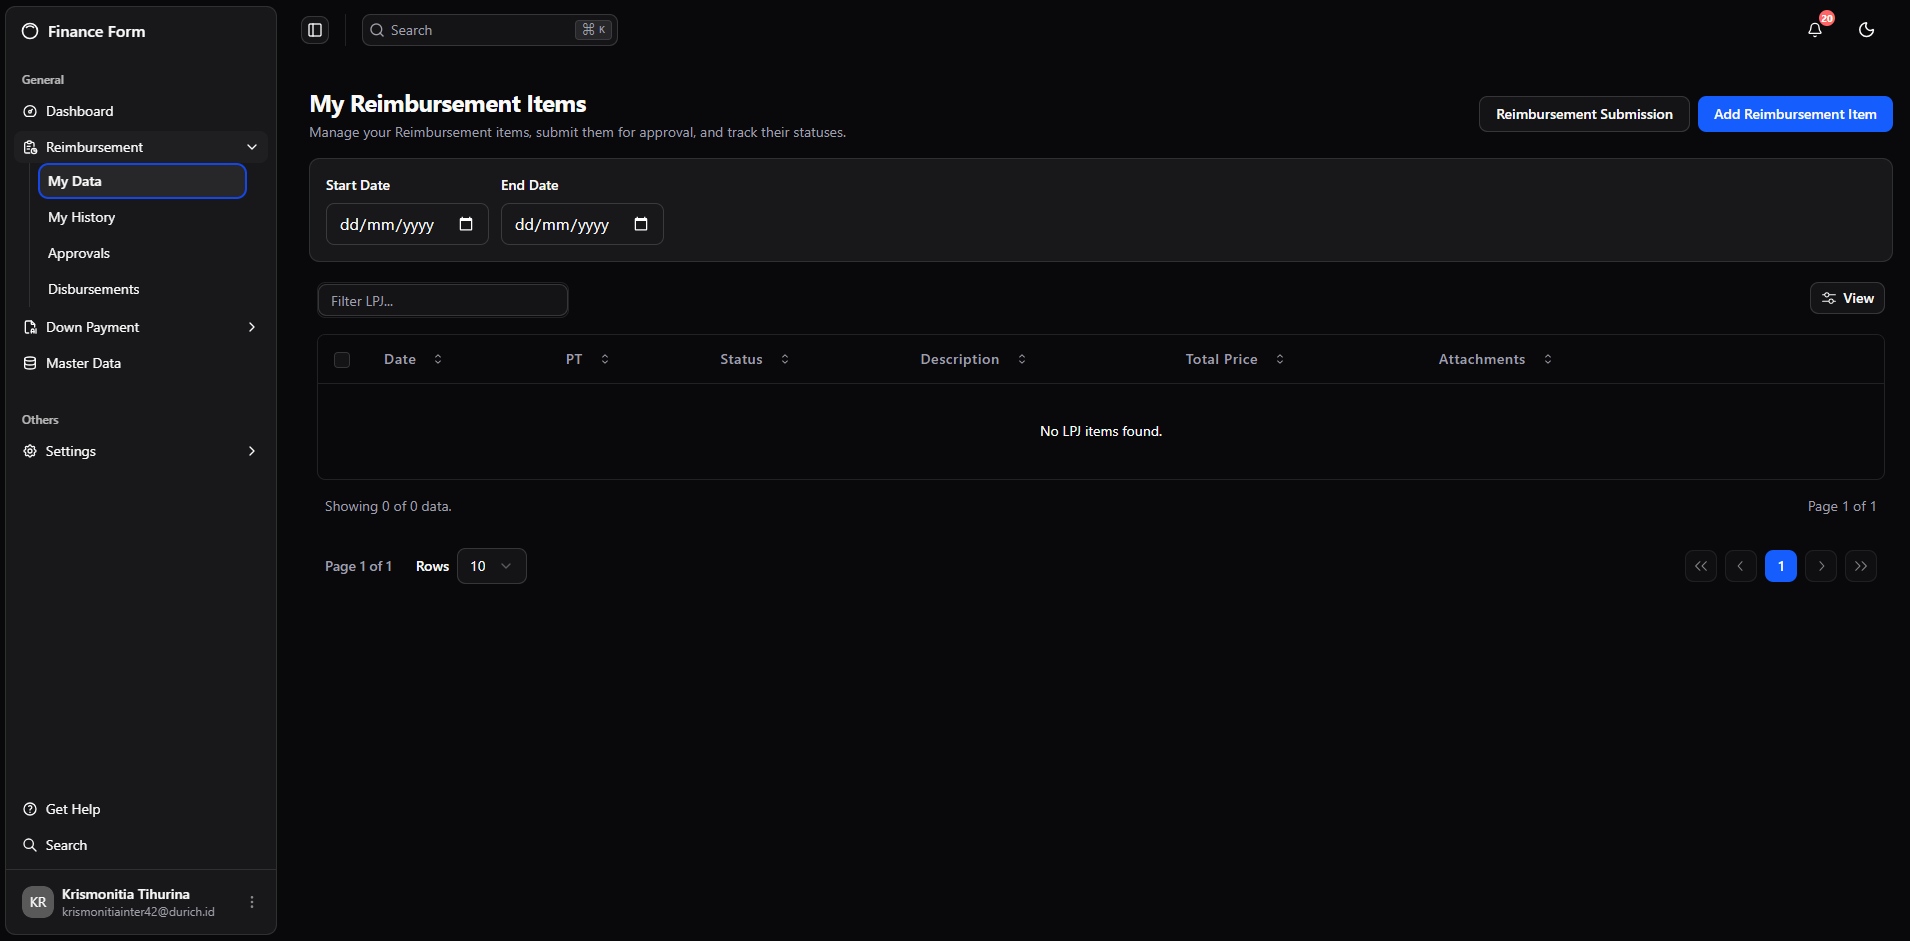 Finance Form
General
Dashboard
Reimbursement
My Data
My History
Approvals
Disbursements
Down Payment
Master Data
Others
Settings
Get Help
Search
KR
Krismonitia Tihurina
krismonitiainter42@durich.id
Search
⌘ K
20
My Reimbursement Items
Manage your Reimbursement items, submit them for approval, and track their statuses.
Reimbursement Submission
Add Reimbursement Item
Start Date
End Date
dd/mm/yyyy
dd/mm/yyyy
Filter LPJ...
View
Date
PT
Status
Description
Total Price
Attachments
No LPJ items found.
Showing 0 of 0 data.
Page 1 of 1
Page 1 of 1
Rows
10
1